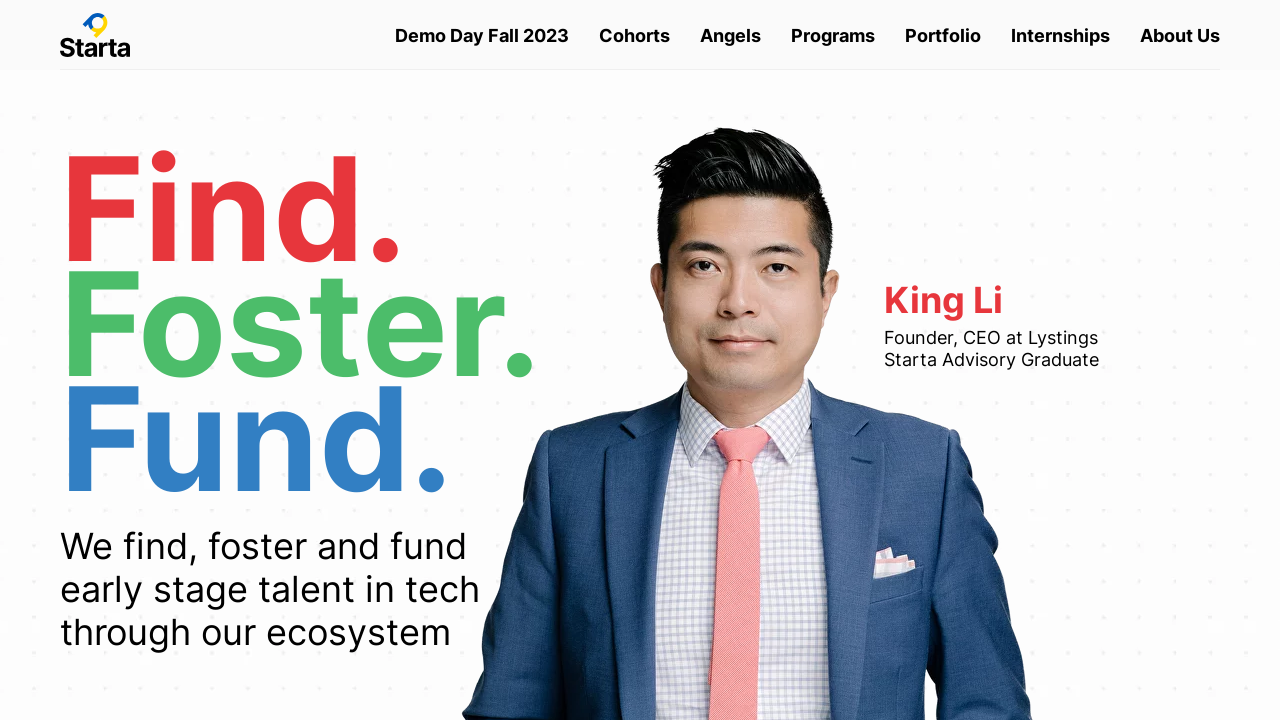 Starta
Demo Day Fall 2023
Cohorts
Angels
Programs
Portfolio
Internships
About Us
Find.
Foster.
Fund.
We find, foster and fund
early stage talent in tech
through our ecosystem
King Li
Founder, CEO at Lystings
Starta Advisory Graduate